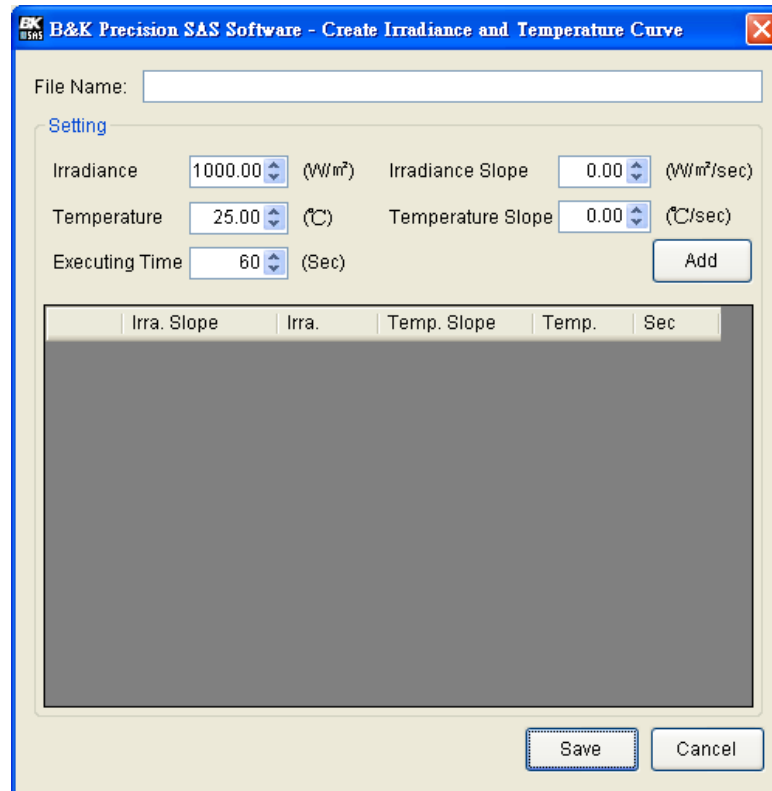 BK SAS B&K Precision SAS Software - Create Irradiance and Temperature Curve
File Name:
Setting
Irradiance 1000.00 (W/m²) Irradiance Slope 0.00 (W/m²/sec)
Temperature 25.00 (℃) Temperature Slope 0.00 (℃/sec)
Executing Time 60 (Sec) Add
Irra. Slope Irra. Temp. Slope Temp. Sec
Save Cancel